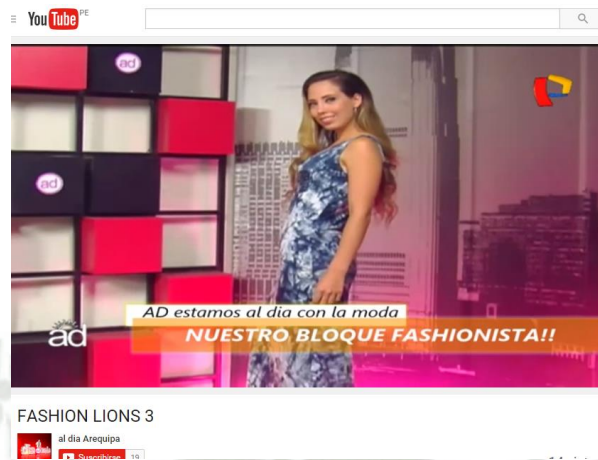 YouTube PE
ad
ad
AD estamos al dia con la moda
ad
NUESTRO BLOQUE FASHIONISTA!!
FASHION LIONS 3
al dia Arequipa
Suscribirse 19